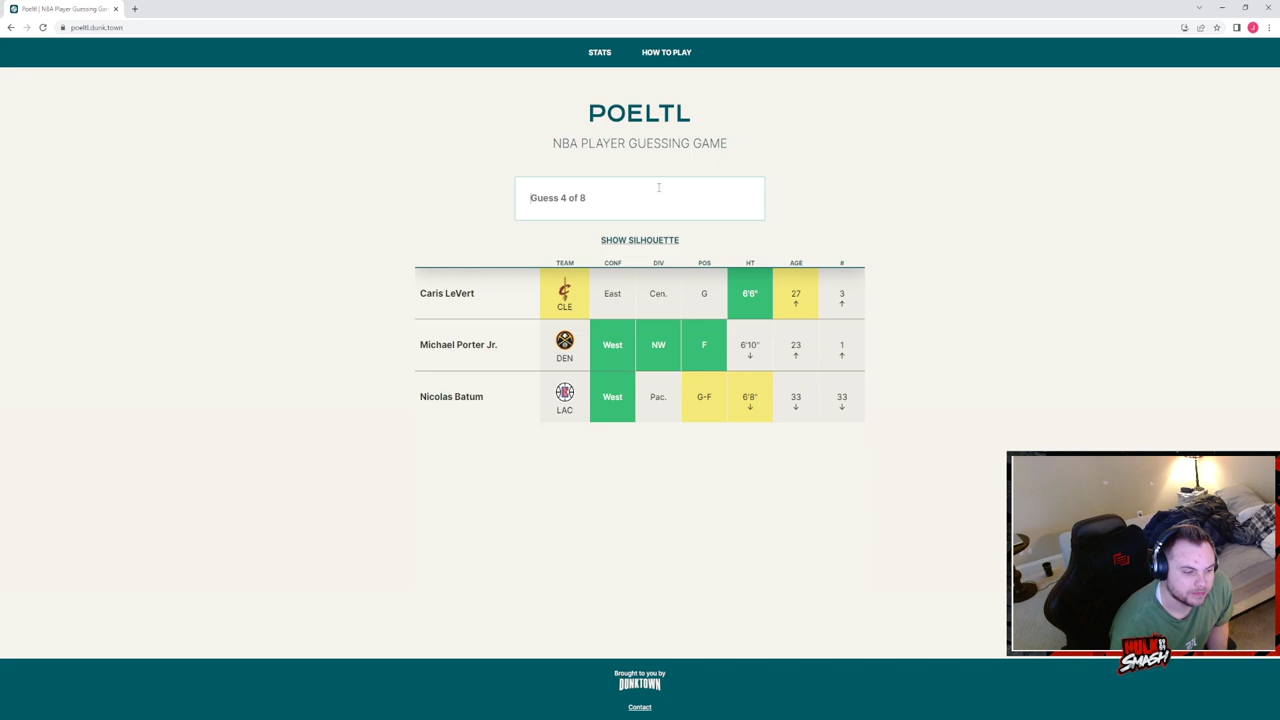 Poeltl | NBA Player Guessing Ga
poeltl.dunk.town
STATS HOW TO PLAY
POELTL
NBA PLAYER GUESSING GAME
Guess 4 of 8
SHOW SILHOUETTE
TEAM CONF DIV POS HT AGE #
Caris LeVert CLE East Cen. G 6'6" 27 ↑ 3 ↑
Michael Porter Jr. DEN West NW F 6'10" ↓ 23 ↑ 1 ↑
Nicolas Batum LAC West Pac. G-F 6'8" ↓ 33 ↓ 33 ↓
HULK
SMASH
Brought to you by
DUNKTOWN
Contact